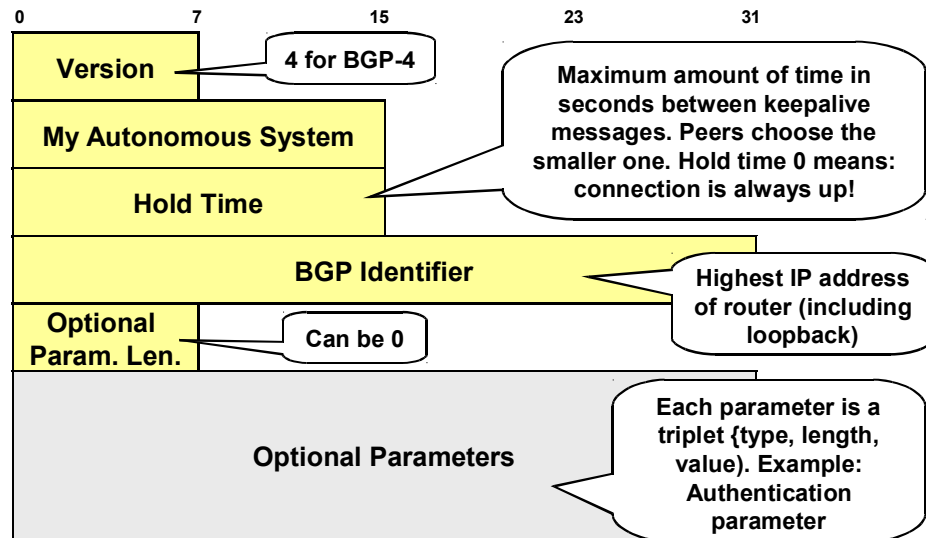 0 7 15 23 31
Version
4 for BGP-4
Maximum amount of time in
seconds between keepalive
messages. Peers choose the
smaller one. Hold time 0 means:
connection is always up!
My Autonomous System
Hold Time
BGP Identifier
Highest IP address
of router (including
loopback)
Optional
Param. Len.
Can be 0
Each parameter is a
triplet {type, length,
value). Example:
Authentication
parameter
Optional Parameters